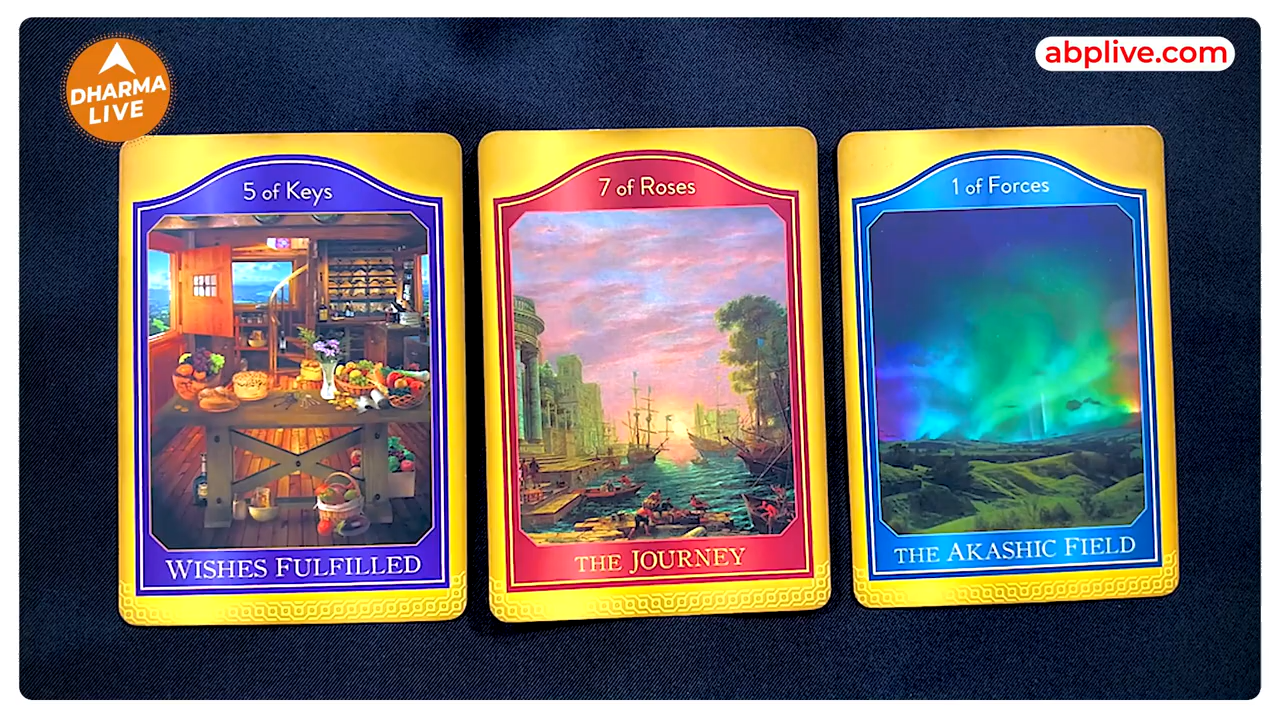 DHARMA
LIVE
abplive.com
5 of Keys
WISHES FULFILLED
7 of Roses
THE JOURNEY
1 of Forces
THE AKASHIC FIELD